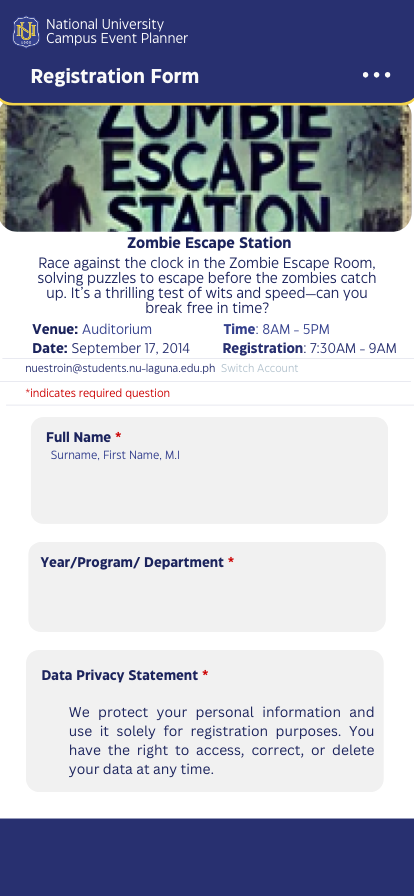 National University
Campus Event Planner
Registration Form
ZOMBIE
ESCAPE
STATION
Zombie Escape Station
Race against the clock in the Zombie Escape Room,
solving puzzles to escape before the zombies catch
up. It's a thrilling test of wits and speed—can you
break free in time?
Venue: Auditorium
Time: 8AM - 5PM
Date: September 17, 2014
Registration: 7:30AM - 9AM
nuestroin@students.nu-laguna.edu.ph Switch Account
*indicates required question
Full Name *
Surname, First Name, M.I
Year/Program/ Department *
Data Privacy Statement *
We protect your personal information and
use it solely for registration purposes. You
have the right to access, correct, or delete
your data at any time.